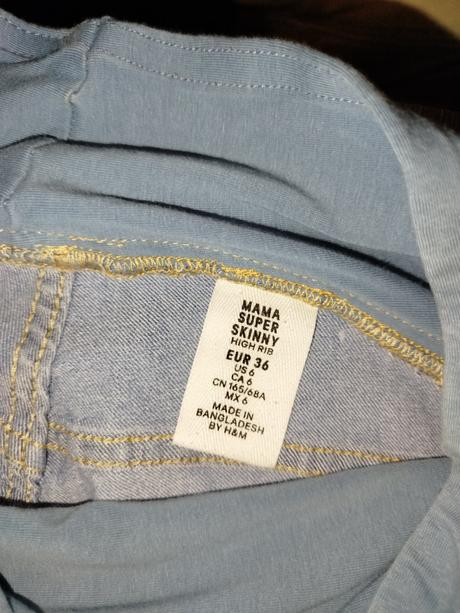 MAMA
SUPER
SKINNY
HIGH RIB
EUR 36
US 6
CA 6
CN 165/68A
MX 6
MADE IN
BANGLADESH
BY H&M